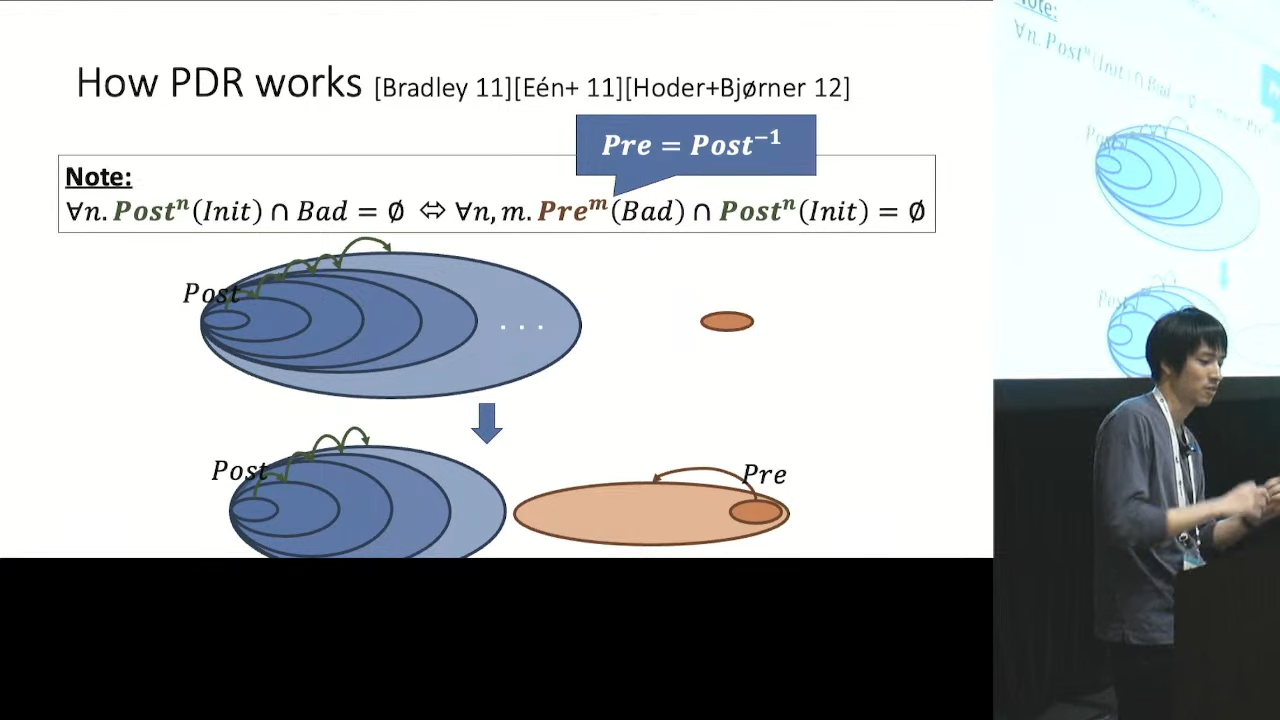 How PDR works [Bradley 11][Eén+ 11][Hoder+Bjørner 12]
Pre = Post⁻¹
Note:
∀n. Postⁿ(Init) ∩ Bad = ∅ ⇔ ∀n, m. Preᵐ(Bad) ∩ Postⁿ(Init) = ∅
Post
. . .
Post
Pre